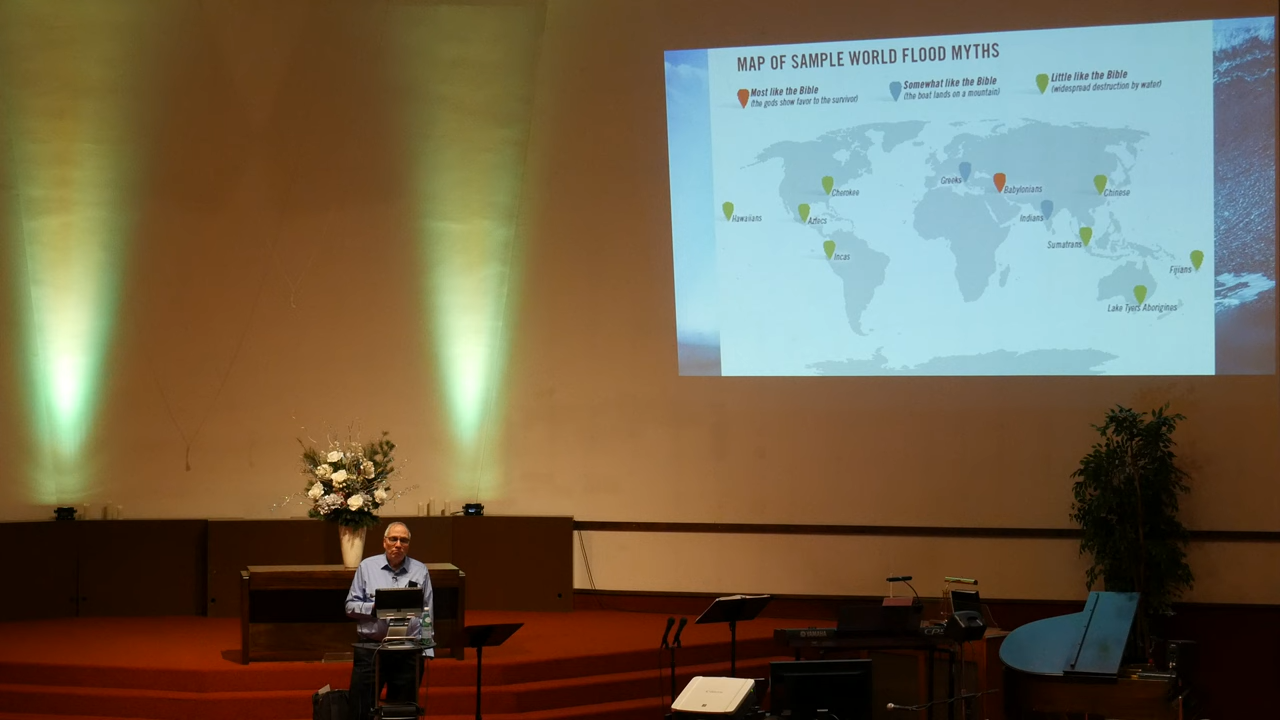 MAP OF SAMPLE WORLD FLOOD MYTHS
Most like the Bible
(the gods show favor to the survivor)
Somewhat like the Bible
(the boat lands on a mountain)
Little like the Bible
(widespread destruction by water)
Greeks
Babylonians
Cherokee
Chinese
Hawaiians
Aztecs
Indians
Sumatrans
Incas
Fijians
Lake Tyers Aborigines
YAMAHA